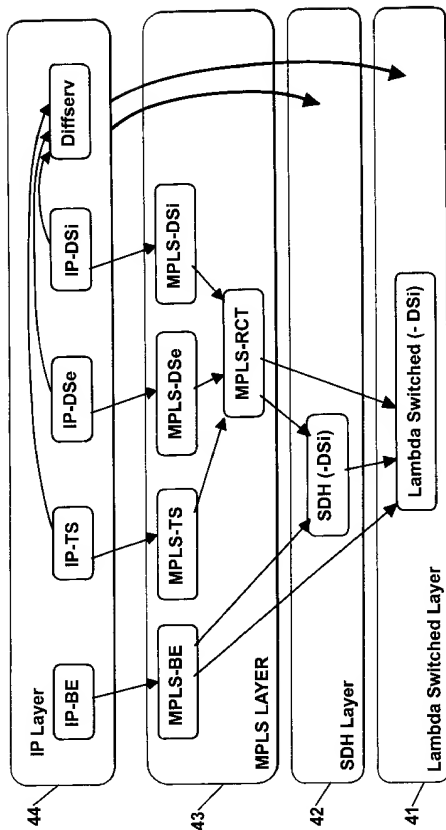 44
IP Layer
IP-BE
IP-TS
IP-DSe
IP-DSi
Diffserv
43
MPLS-BE
MPLS-TS
MPLS-DSe
MPLS-DSi
MPLS-RCT
MPLS LAYER
42
SDH (-DSi)
SDH Layer
41
Lambda Switched (- DSi)
Lambda Switched Layer